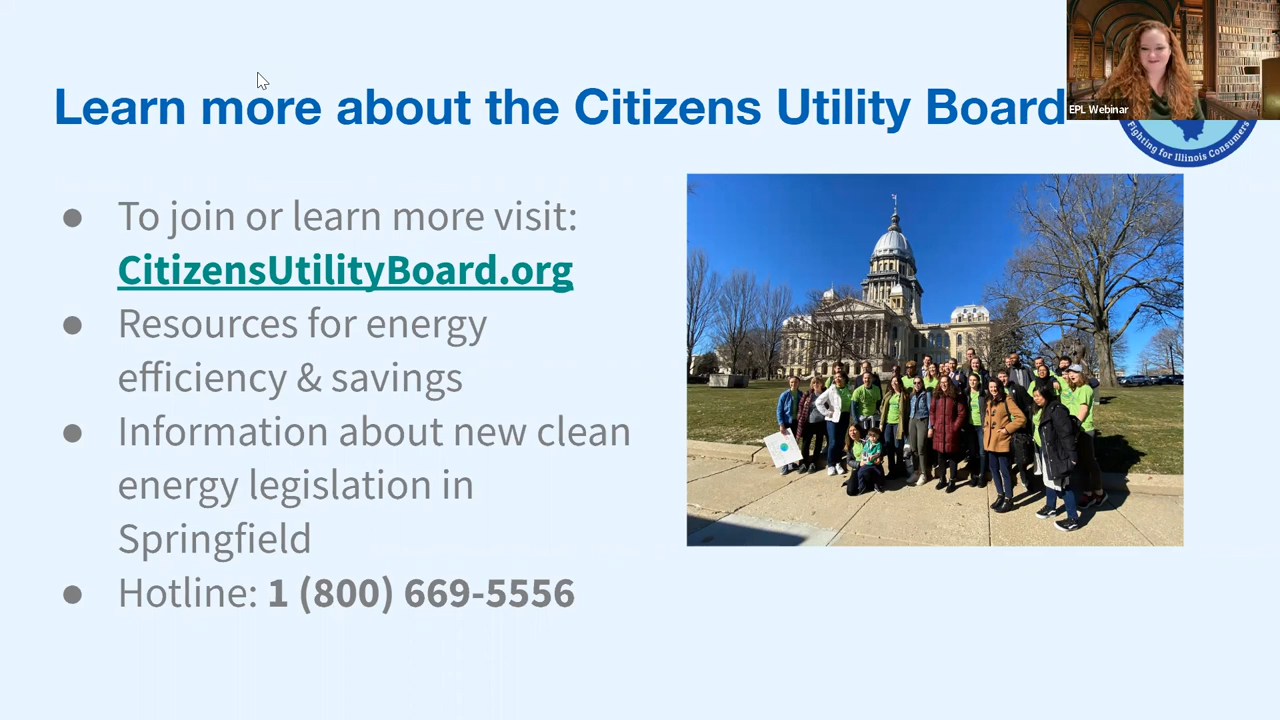 Learn more about the Citizens Utility Board
EPL Webinar
Fighting for Illinois Consumers
● To join or learn more visit:
CitizensUtilityBoard.org
● Resources for energy
efficiency & savings
● Information about new clean
energy legislation in
Springfield
● Hotline: 1 (800) 669-5556